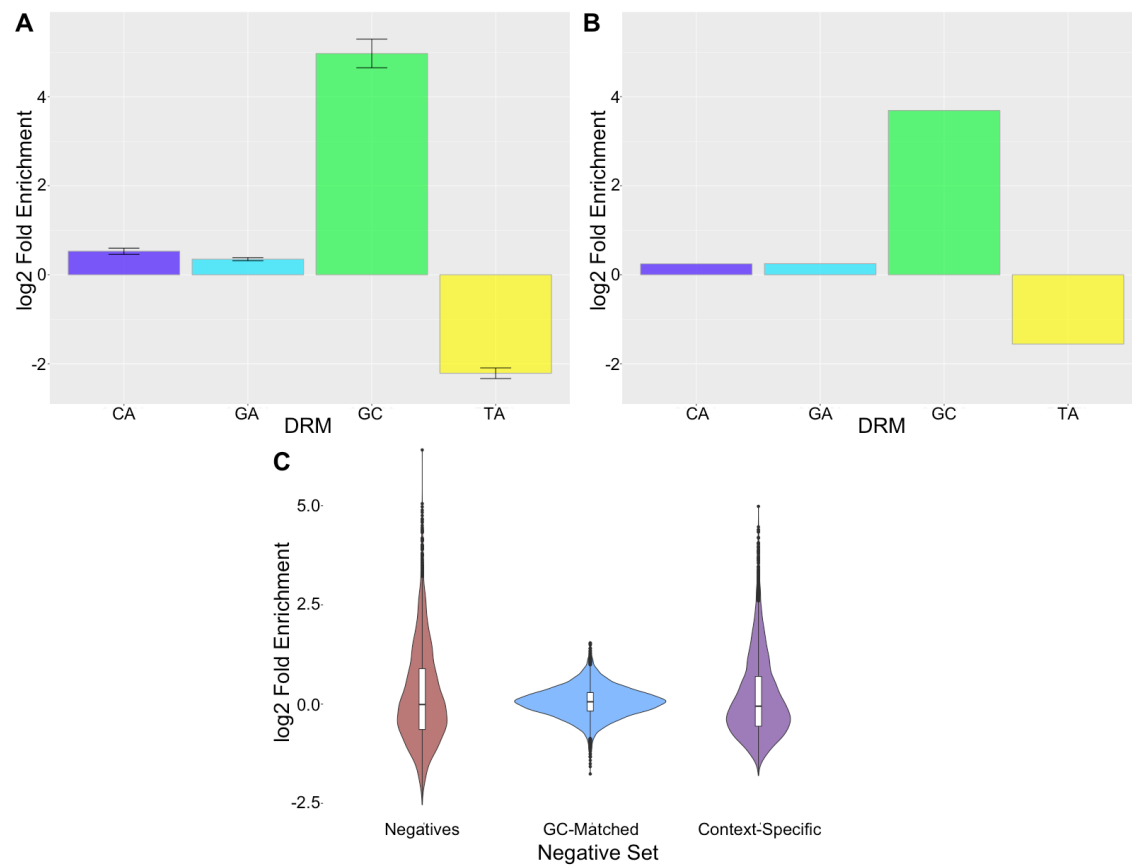 A
log2 Fold Enrichment
4
2
0
-2
CA GA GC TA
DRM
B
log2 Fold Enrichment
4
2
0
-2
CA GA GC TA
DRM
C
log2 Fold Enrichment
5.0
2.5
0.0
-2.5
Negatives GC-Matched Context-Specific
Negative Set